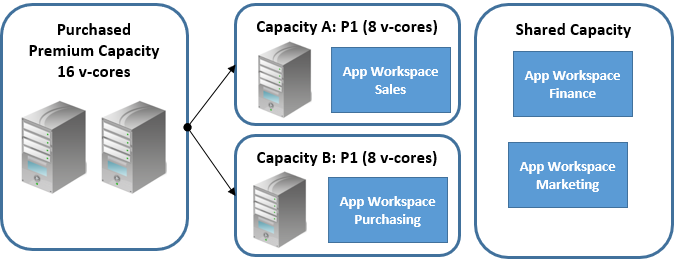 Purchased
Premium Capacity
16 v-cores
Capacity A: P1 (8 v-cores)
App Workspace
Sales
Capacity B: P1 (8 v-cores)
App Workspace
Purchasing
Shared Capacity
App Workspace
Finance
App Workspace
Marketing